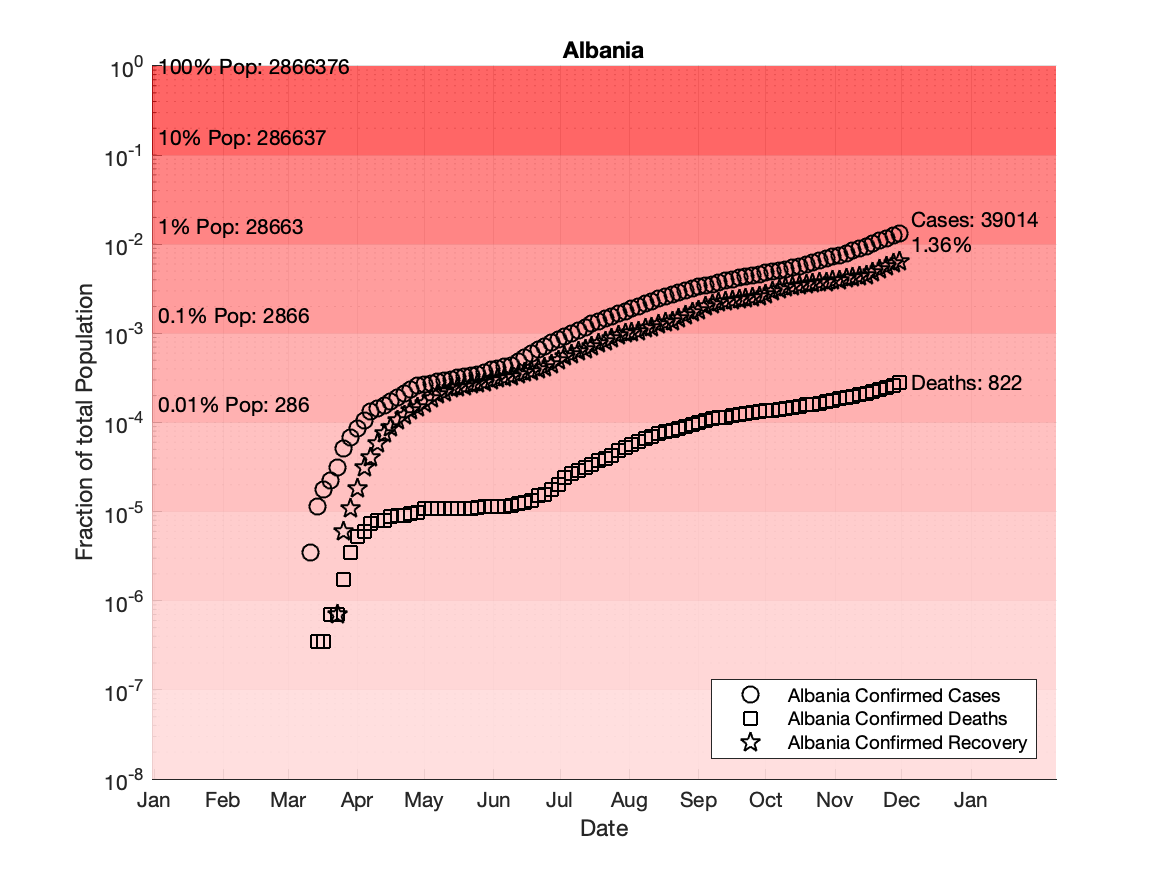 Albania
10^0
10^-1
10^-2
10^-3
10^-4
10^-5
10^-6
10^-7
10^-8
Fraction of total Population
100% Pop: 2866376
10% Pop: 286637
1% Pop: 28663
0.1% Pop: 2866
0.01% Pop: 286
Cases: 39014
1.36%
Deaths: 822
Albania Confirmed Cases
Albania Confirmed Deaths
Albania Confirmed Recovery
Jan Feb Mar Apr May Jun Jul Aug Sep Oct Nov Dec Jan
Date